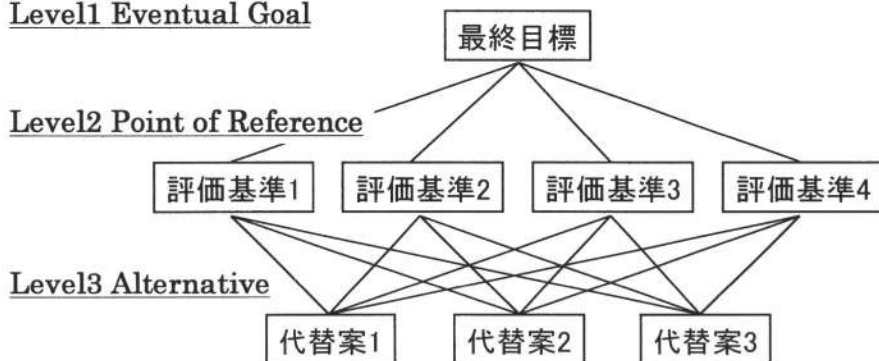 Level1 Eventual Goal
最終目標
Level2 Point of Reference
評価基準1 評価基準2 評価基準3 評価基準4
Level3 Alternative
代替案1 代替案2 代替案3